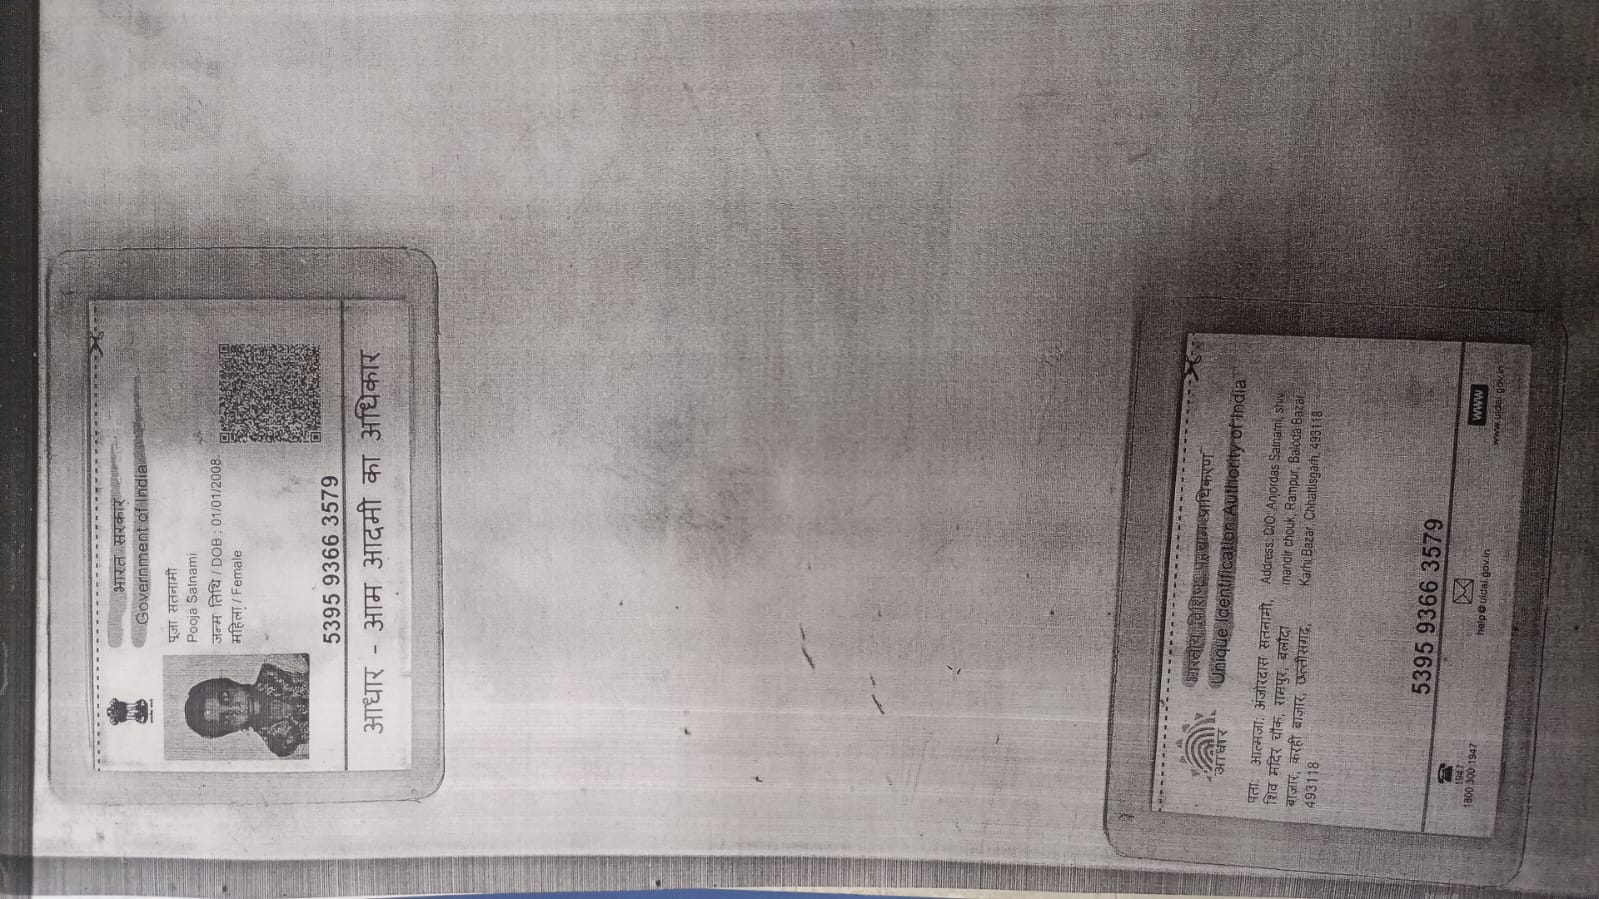 भारत सरकार
Government of India
पूजा सतनामी
Pooja Satnami
जन्म तिथि / DOB : 01/01/2008
महिला / Female
5395 9366 3579
आधार - आम आदमी का अधिकार
भारतीय विशिष्ट पहचान प्राधिकरण
Unique Identification Authority of India
आधार
पता: आत्मजा: अंजोरदास सतनामी,
शिव मंदिर चौक, रामपुर, बलौदा
बाज़ार, करही बाज़ार, छत्तीसगढ़,
493118
Address: D/O: Anjordas Satnami, shiv
mandir chouk, Rampur, Baloda Bazar,
Karhi Bazar, Chhattisgarh, 493118
5395 9366 3579
1947
1800 300 1947
help@uidai.gov.in
WWW
www.uidai.gov.in